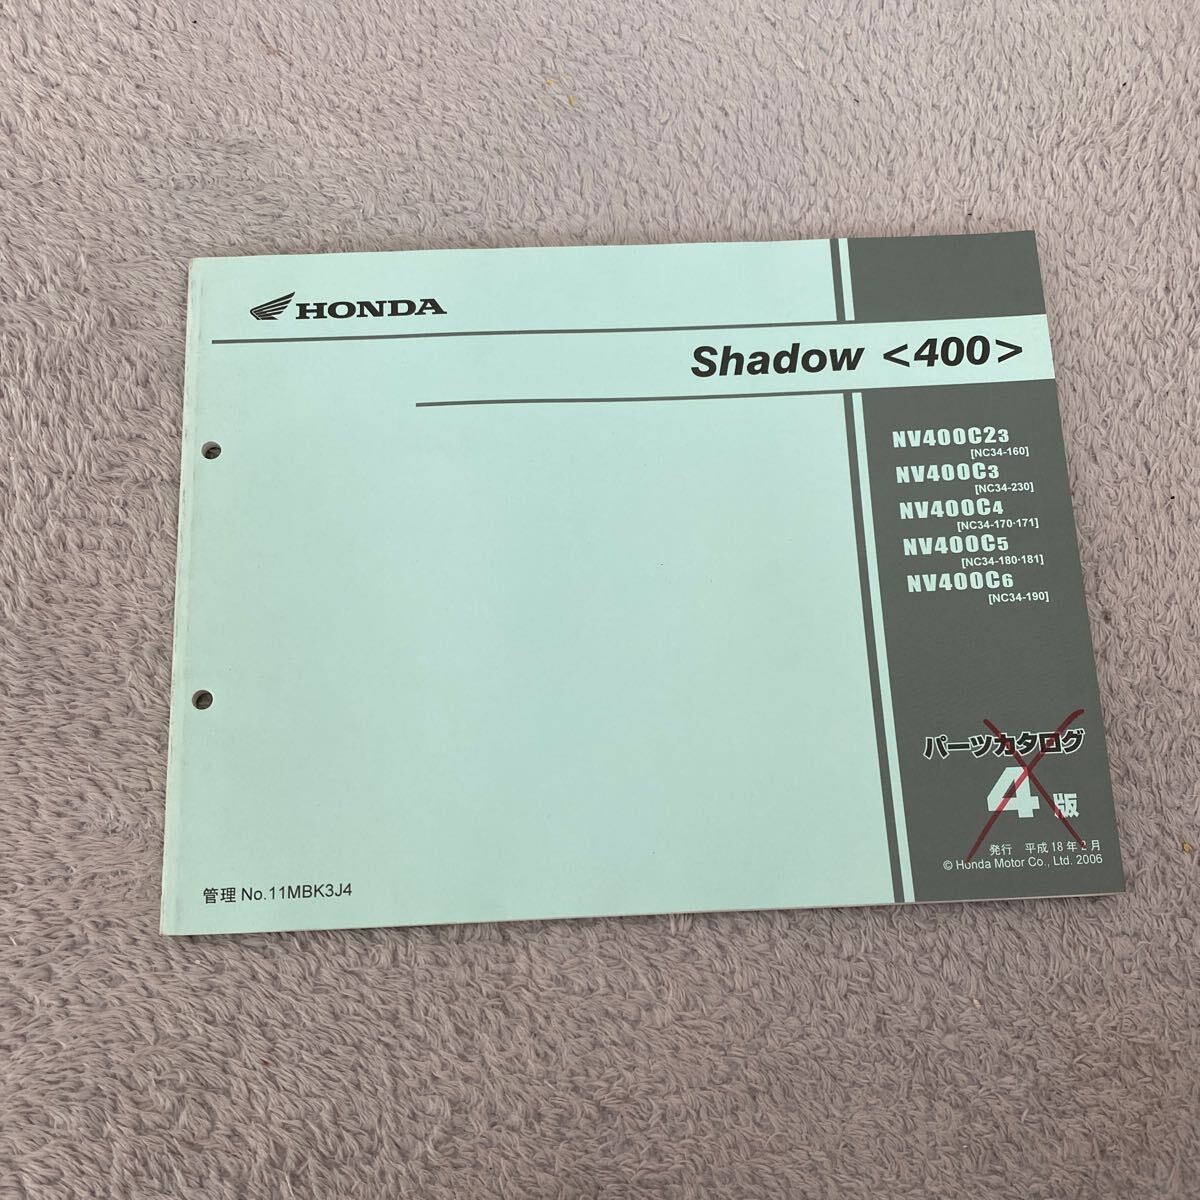 HONDA
Shadow <400>
NV400C23
[NC34-160]
NV400C3
[NC34-230]
NV400C4
[NC34-170·171]
NV400C5
[NC34-180·181]
NV400C6
[NC34-190]
パーツカタログ
4版
発行 平成18年2月
© Honda Motor Co., Ltd. 2006
管理 No.11MBK3J4